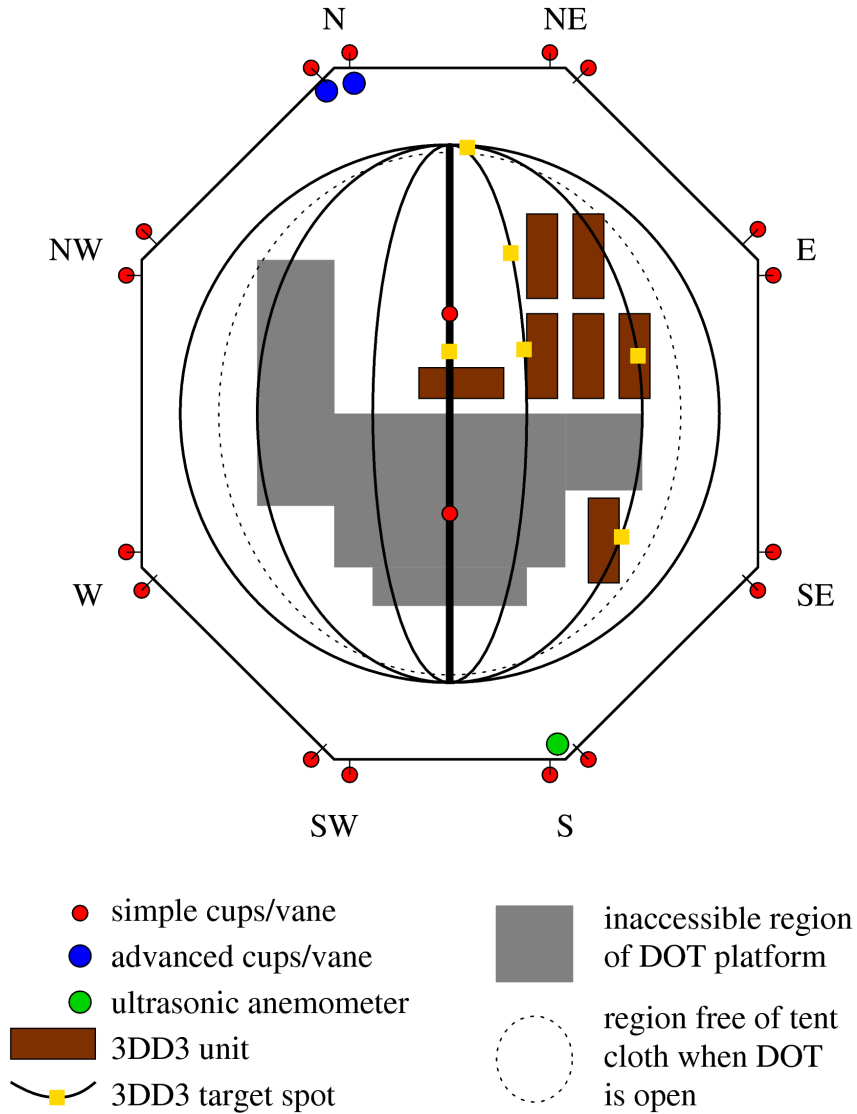 N
NE
NW
E
W
SE
SW
S
simple cups/vane
advanced cups/vane
ultrasonic anemometer
3DD3 unit
3DD3 target spot
inaccessible region
of DOT platform
region free of tent
cloth when DOT
is open